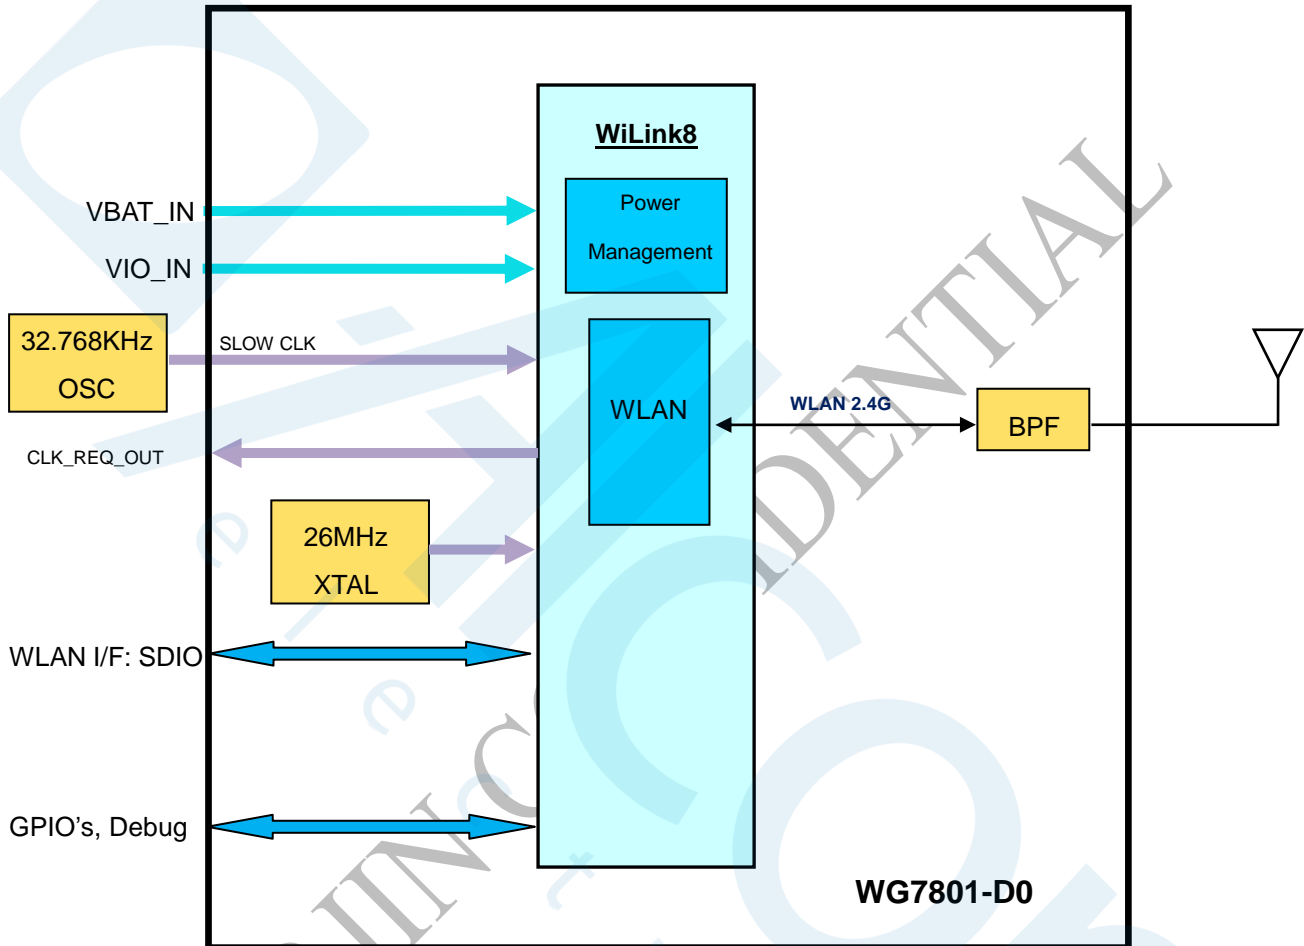 WiLink8
Power
Management
VBAT_IN
VIO_IN
32.768KHz
OSC
SLOW CLK
WLAN
WLAN 2.4G
BPF
CLK_REQ_OUT
26MHz
XTAL
WLAN I/F: SDIO
GPIO’s, Debug
WG7801-D0